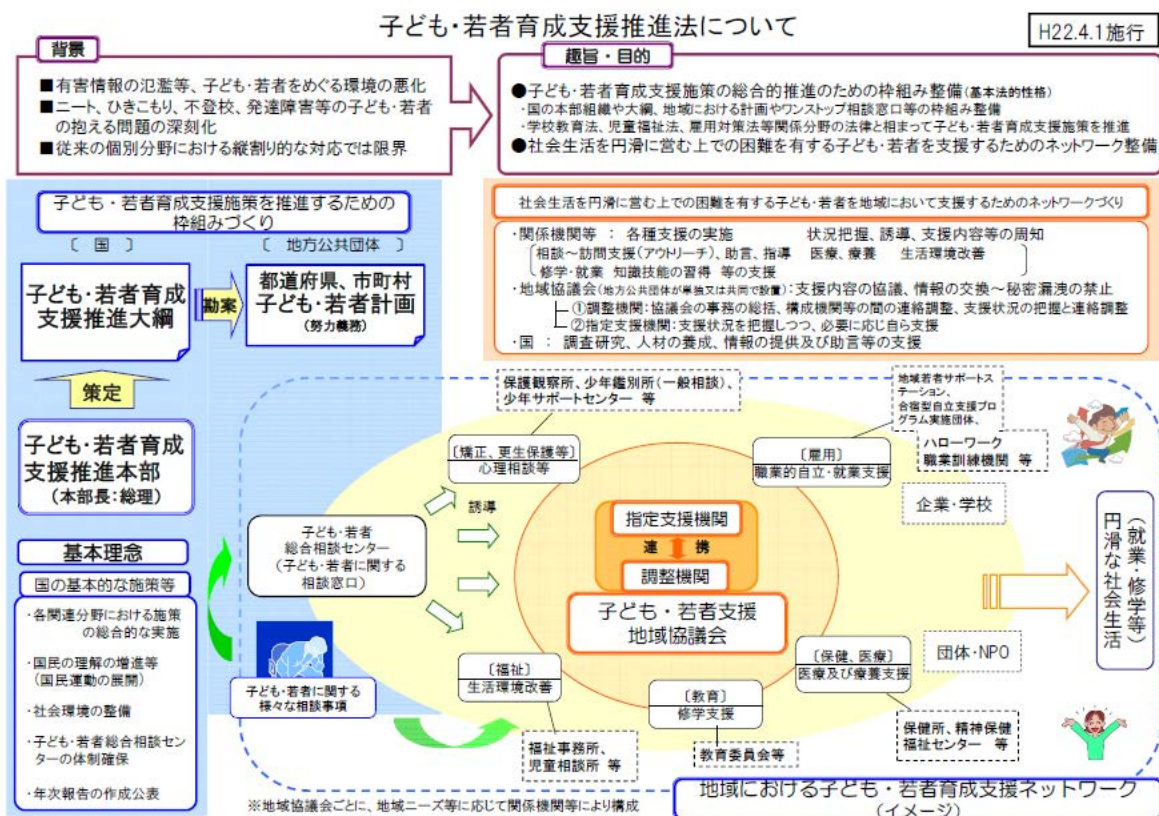 子ども・若者育成支援推進法について
H22.4.1施行
背景
■有害情報の氾濫等、子ども・若者をめぐる環境の悪化
■ニート、ひきこもり、不登校、発達障害等の子ども・若者
の抱える問題の深刻化
■従来の個別分野における縦割り的な対応では限界
趣旨・目的
●子ども・若者育成支援施策の総合的推進のための枠組み整備(基本法的性格)
・国の本部組織や大綱、地域における計画やワンストップ相談窓口等の枠組み整備
・学校教育法、児童福祉法、雇用対策法等関係分野の法律と相まって子ども・若者育成支援施策を推進
●社会生活を円滑に営む上での困難を有する子ども・若者を支援するためのネットワーク整備
子ども・若者育成支援施策を推進するための
枠組みづくり
〔 国 〕
〔 地方公共団体 〕
子ども・若者育成
支援推進大綱
勘案
都道府県、市町村
子ども・若者計画
(努力義務)
策定
子ども・若者育成
支援推進本部
(本部長:総理)
基本理念
国の基本的な施策等
・各関連分野における施策
の総合的な実施
・国民の理解の増進等
(国民運動の展開)
・社会環境の整備
・子ども・若者総合相談セン
ターの体制確保
・年次報告の作成公表
社会生活を円滑に営む上での困難を有する子ども・若者を地域において支援するためのネットワークづくり
・関係機関等 : 各種支援の実施 状況把握、誘導、支援内容等の周知
相談~訪問支援(アウトリーチ)、助言、指導 医療、療養 生活環境改善
修学・就業 知識技能の習得 等の支援
・地域協議会(地方公共団体が単独又は共同で設置):支援内容の協議、情報の交換~秘密漏洩の禁止
①調整機関:協議会の事務の総括、構成機関等の間の連絡調整、支援状況の把握と連絡調整
②指定支援機関:支援状況を把握しつつ、必要に応じ自ら支援
・国 : 調査研究、人材の養成、情報の提供及び助言等の支援
保護観察所、少年鑑別所(一般相談)、
少年サポートセンター 等
地域若者サポートス
テーション、
合宿型自立支援プロ
グラム実施団体、
ハローワーク
職業訓練機関 等
〔矯正、更生保護等〕
心理相談等
〔雇用〕
職業的自立・就業支援
企業・学校
誘導
子ども・若者
総合相談センター
(子ども・若者に関する
相談窓口)
指定支援機関
連 携
調整機関
子ども・若者支援
地域協議会
円滑な社会生活
(就業・修学等)
団体・NPO
〔福祉〕
生活環境改善
〔教育〕
修学支援
〔保健、医療〕
医療及び療養支援
子ども・若者に関する
様々な相談事項
福祉事務所、
児童相談所 等
教育委員会等
保健所、精神保健
福祉センター 等
※地域協議会ごとに、地域ニーズ等に応じて関係機関等により構成
地域における子ども・若者育成支援ネットワーク
(イメージ)